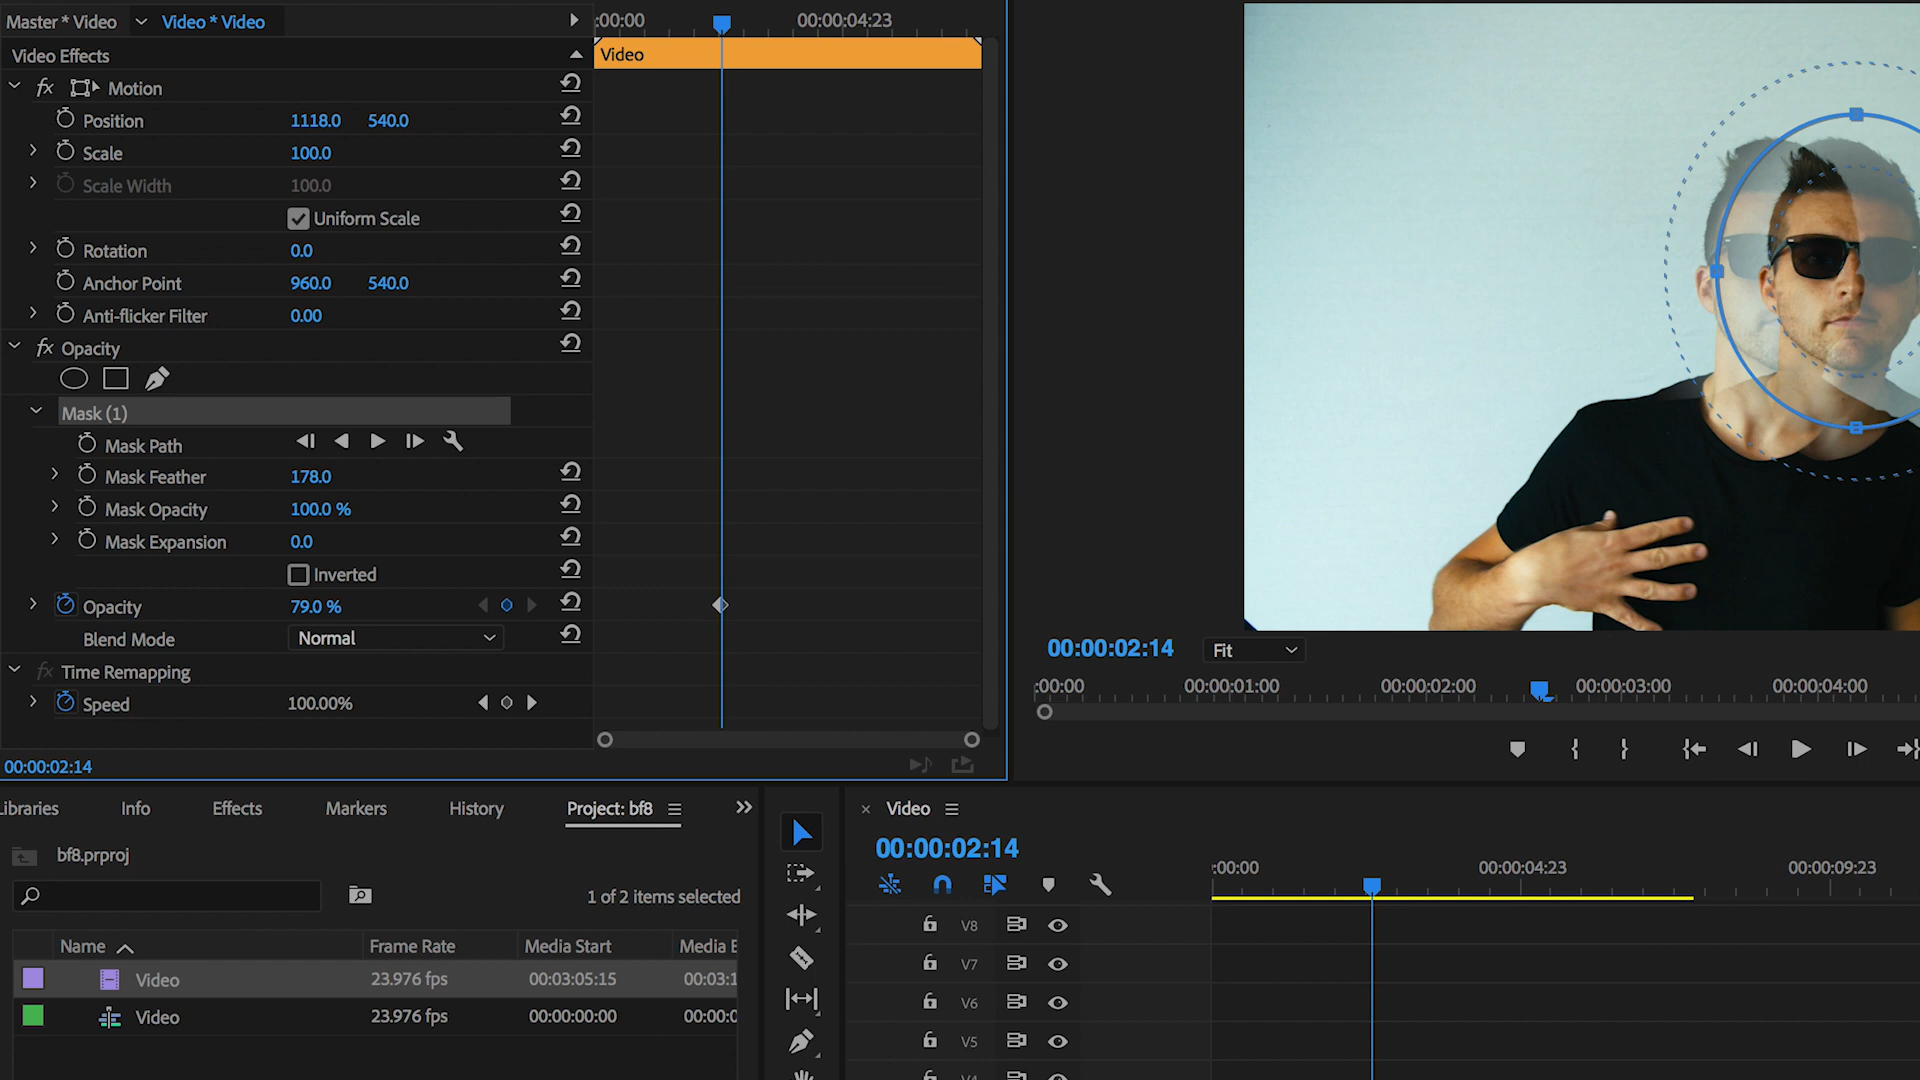 Master * Video Video * Video
:00:00 00:00:04:23
Video Effects
Video
fx Motion
Position 1118.0 540.0
Scale 100.0
Scale Width 100.0
Uniform Scale
Rotation 0.0
Anchor Point 960.0 540.0
Anti-flicker Filter 0.00
fx Opacity
Mask (1)
Mask Path
Mask Feather 178.0
Mask Opacity 100.0 %
Mask Expansion 0.0
Inverted
Opacity 79.0 %
Blend Mode Normal
fx Time Remapping
Speed 100.00%
00:00:02:14
00:00:02:14 Fit
:00:00 00:00:01:00 00:00:02:00 00:00:03:00 00:00:04:00
Libraries Info Effects Markers History Project: bf8
bf8.prproj
1 of 2 items selected
Name Frame Rate Media Start Media E
Video 23.976 fps 00:03:05:15 00:03:1
Video 23.976 fps 00:00:00:00 00:00:0
Video
00:00:02:14
:00:00 00:00:04:23 00:00:09:23
V8
V7
V6
V5
V4